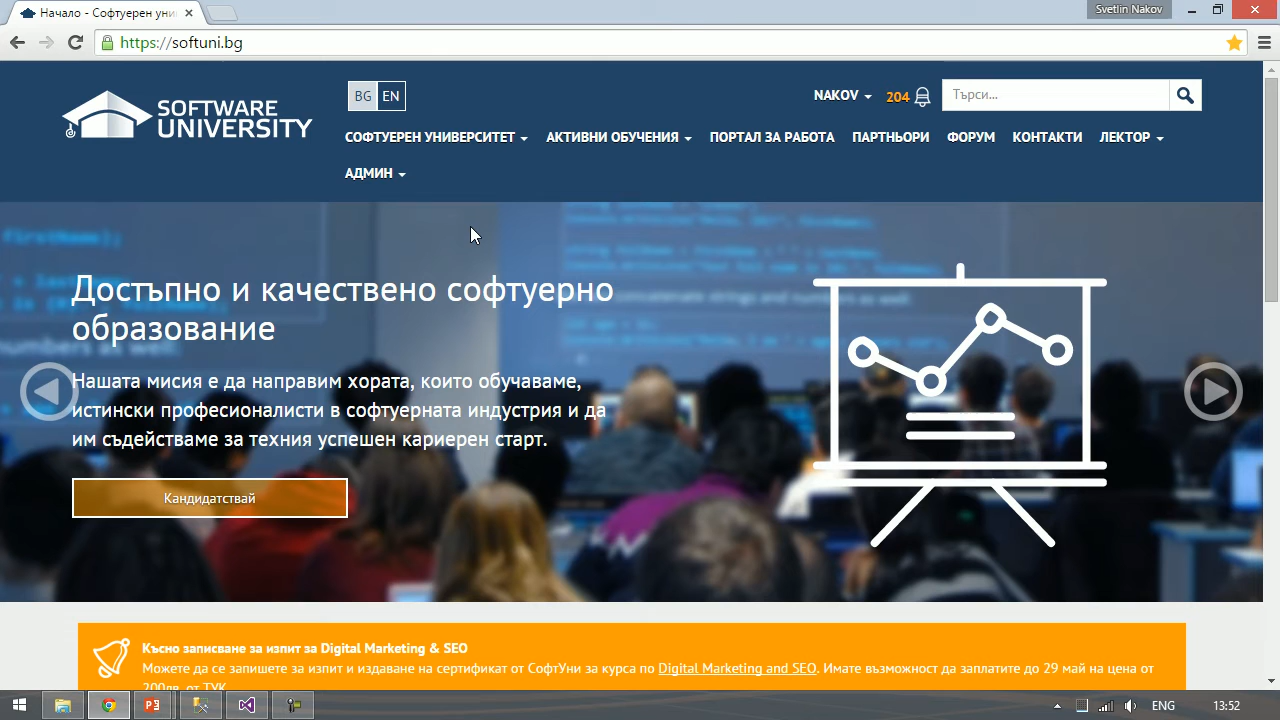 Начало - Софтуерен уни
Svetlin Nakov
https://softuni.bg
SOFTWARE
UNIVERSITY
BG EN
NAKOV 204 Търси...
СОФТУЕРЕН УНИВЕРСИТЕТ АКТИВНИ ОБУЧЕНИЯ ПОРТАЛ ЗА РАБОТА ПАРТНЬОРИ ФОРУМ КОНТАКТИ ЛЕКТОР
АДМИН
Достъпно и качествено софтуерно
образование
Нашата мисия е да направим хората, които обучаваме,
истински професионалисти в софтуерната индустрия и да
им съдействаме за техния успешен кариерен старт.
Кандидатствай
Късно записване за изпит за Digital Marketing & SEO
Можете да се запишете за изпит и издаване на сертификат от СофтУни за курса по Digital Marketing and SEO. Имате възможност да заплатите до 29 май на цена от
200лв. от ТУК
ENG 13:52